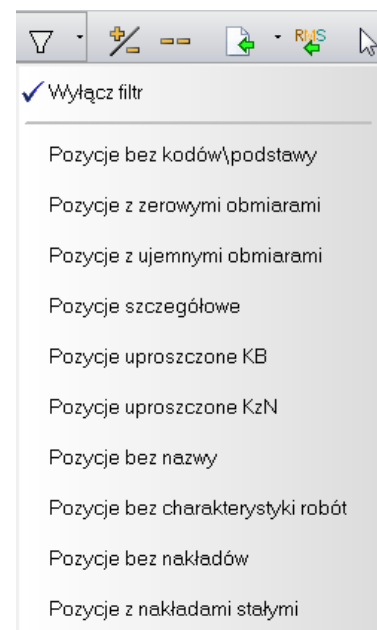 RMS
Wyłącz filtr
Pozycje bez kodów\podstawy
Pozycje z zerowymi obmiarami
Pozycje z ujemnymi obmiarami
Pozycje szczegółowe
Pozycje uproszczone KB
Pozycje uproszczone KzN
Pozycje bez nazwy
Pozycje bez charakterystyki robót
Pozycje bez nakładów
Pozycje z nakładami stałymi